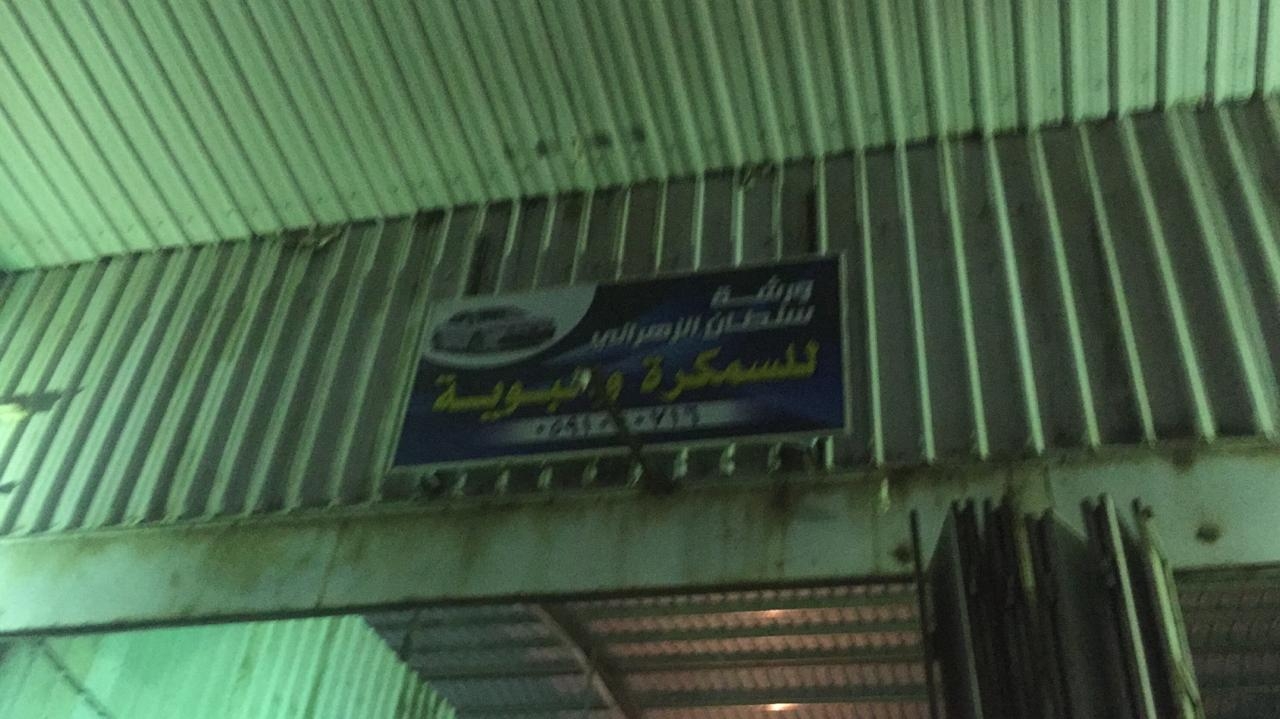 ورشة
سلطان الزهراني
للسمكرة والبوية